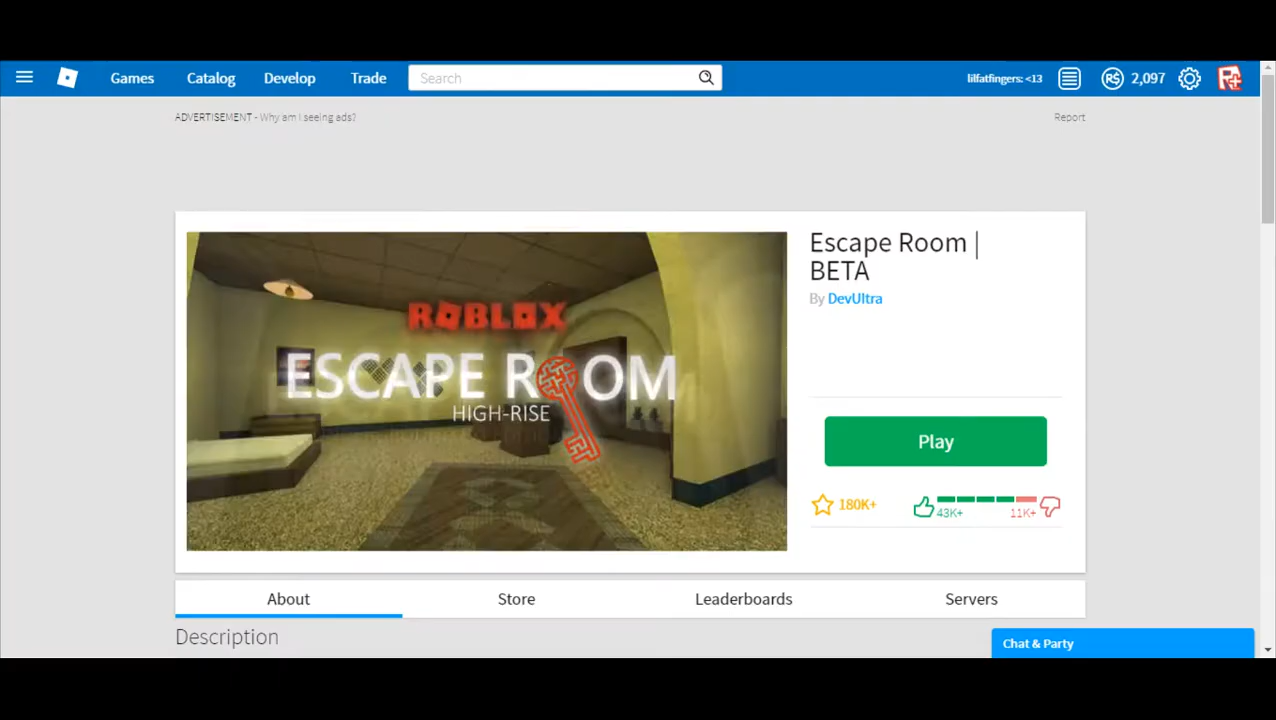 Games Catalog Develop Trade Search lilfatfingers: <13 R$ 2,097
ADVERTISEMENT - Why am I seeing ads? Report
ROBLOX
ESCAPE ROOM
HIGH-RISE
Escape Room |
BETA
By DevUltra
Play
180K+ 43K+ 11K+
About Store Leaderboards Servers
Description
Chat & Party